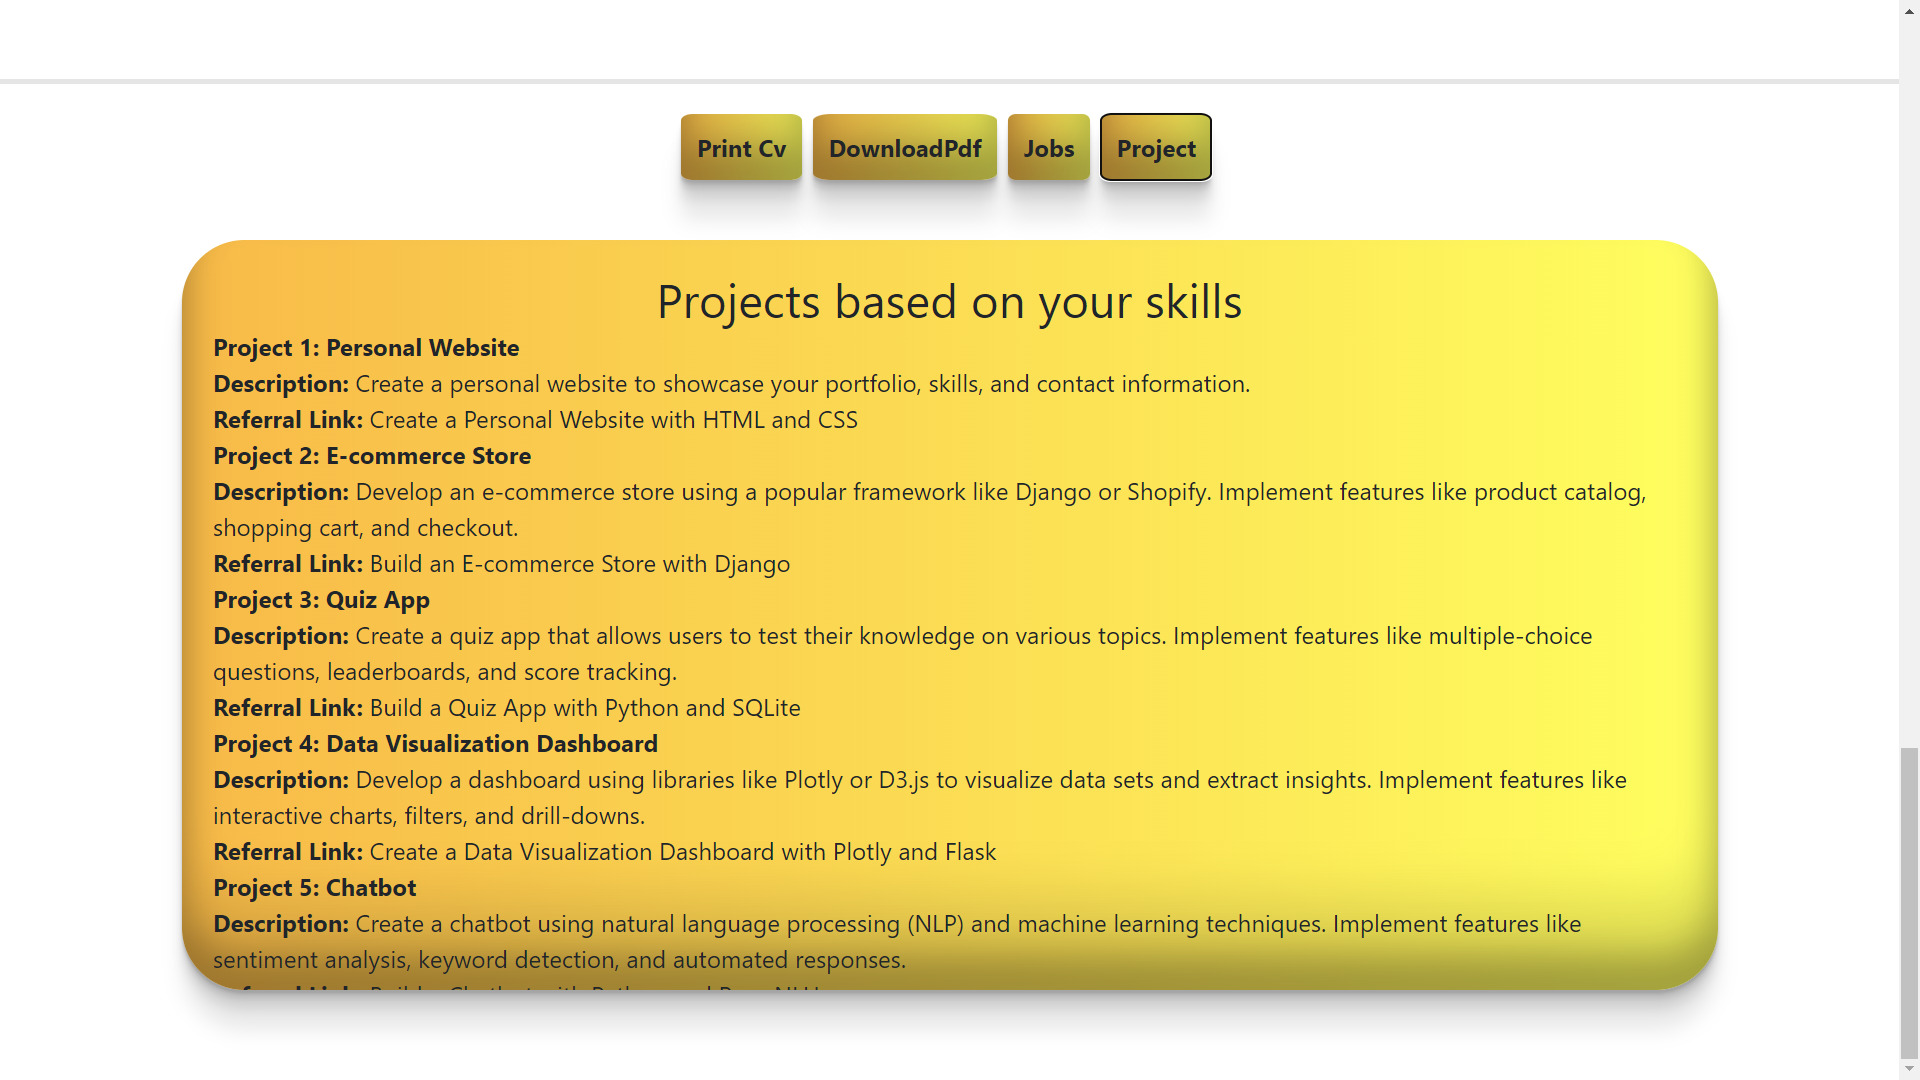 Print Cv DownloadPdf Jobs Project
Projects based on your skills
Project 1: Personal Website
Description: Create a personal website to showcase your portfolio, skills, and contact information.
Referral Link: Create a Personal Website with HTML and CSS
Project 2: E-commerce Store
Description: Develop an e-commerce store using a popular framework like Django or Shopify. Implement features like product catalog,
shopping cart, and checkout.
Referral Link: Build an E-commerce Store with Django
Project 3: Quiz App
Description: Create a quiz app that allows users to test their knowledge on various topics. Implement features like multiple-choice
questions, leaderboards, and score tracking.
Referral Link: Build a Quiz App with Python and SQLite
Project 4: Data Visualization Dashboard
Description: Develop a dashboard using libraries like Plotly or D3.js to visualize data sets and extract insights. Implement features like
interactive charts, filters, and drill-downs.
Referral Link: Create a Data Visualization Dashboard with Plotly and Flask
Project 5: Chatbot
Description: Create a chatbot using natural language processing (NLP) and machine learning techniques. Implement features like
sentiment analysis, keyword detection, and automated responses.